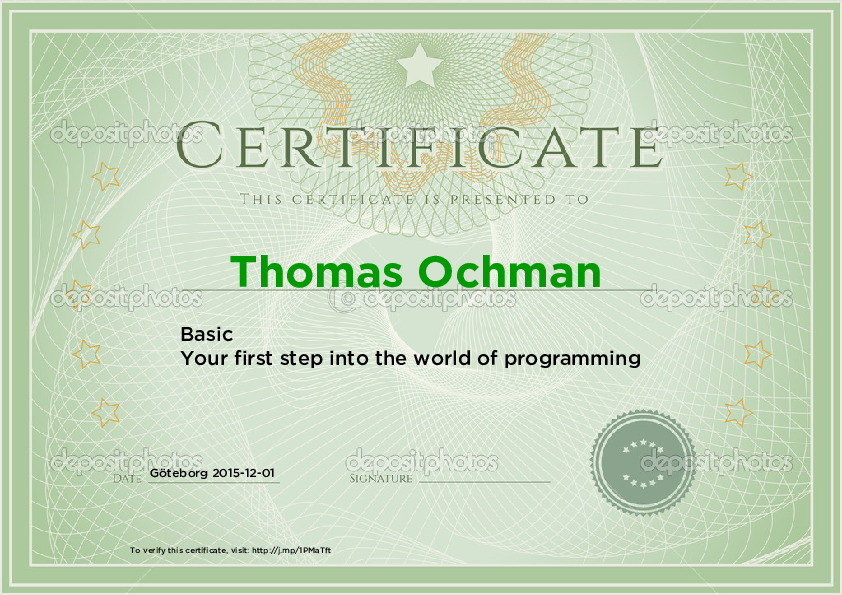 depositphotos depositphotos depositphotos
CERTIFICATE
THIS CERTIFICATE IS PRESENTED TO
Thomas Ochman
depositphotos © depositphotos depositphotos
Basic
Your first step into the world of programming
depositphotos depositphotos depositphotos
DATE Göteborg 2015-12-01 SIGNATURE
To verify this certificate, visit: http://j.mp/1PMaTft